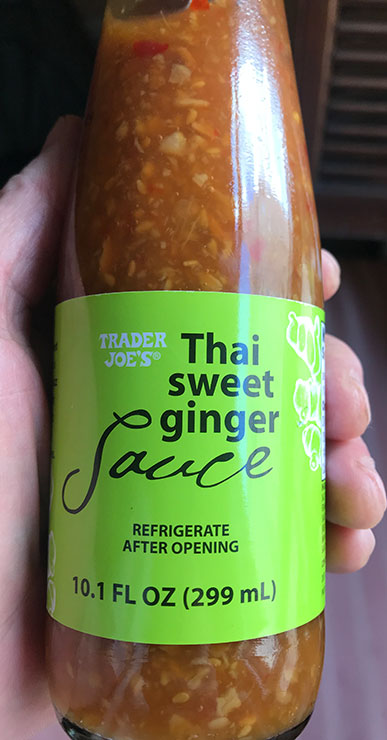 TRADER
JOE'S®
Thai
sweet
ginger
Sauce
REFRIGERATE
AFTER OPENING
10.1 FL OZ (299 mL)